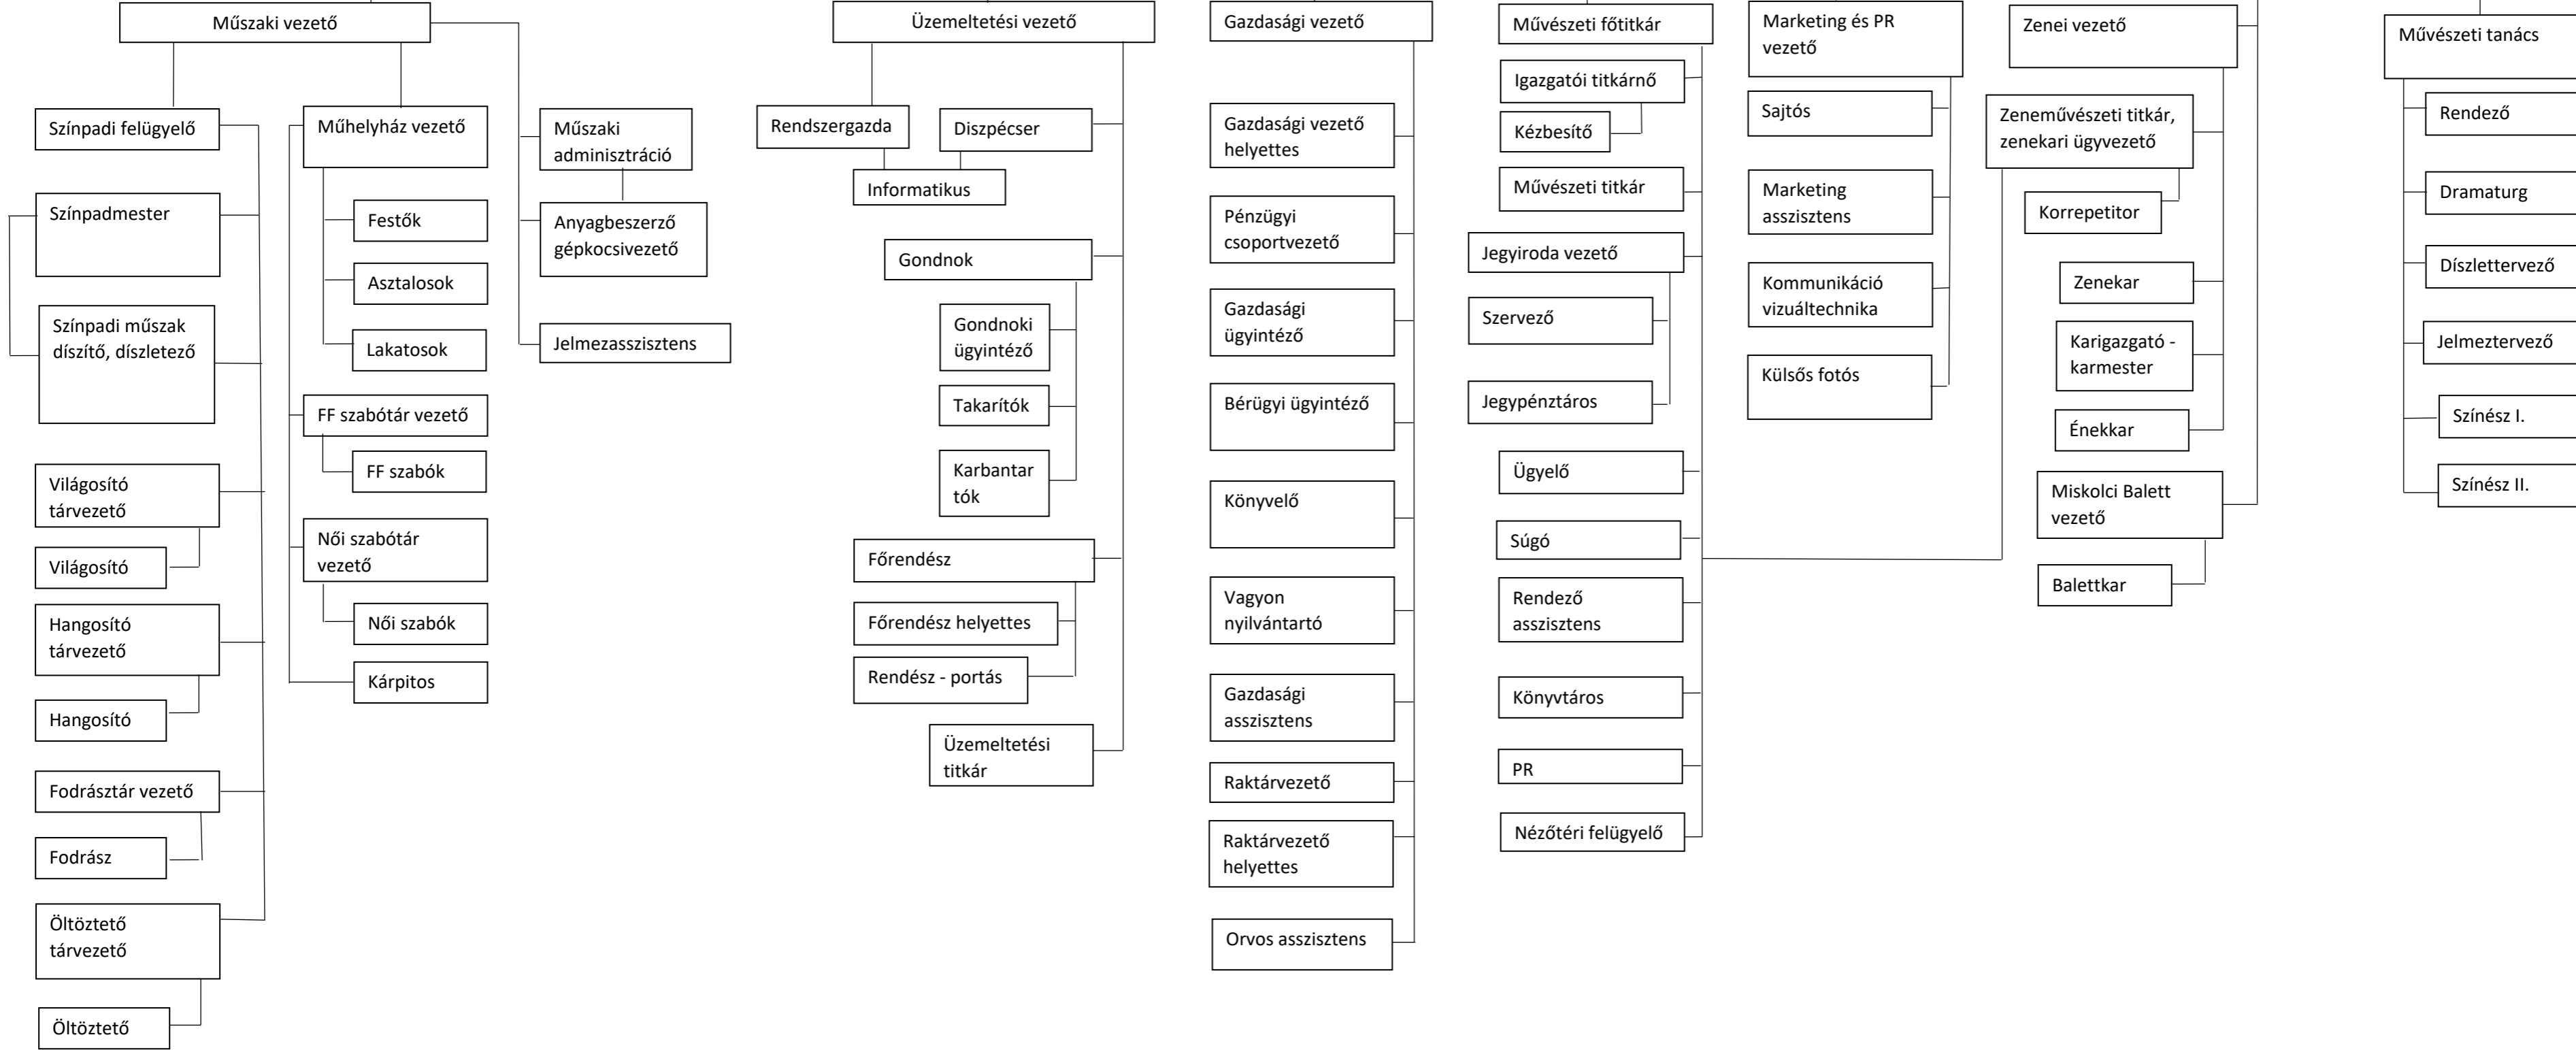 Műszaki vezető
Színpadi felügyelő
Színpadmester
Színpadi műszak
díszítő, díszletező
Világosító
tárvezető
Világosító
Hangosító
tárvezető
Hangosító
Fodrásztár vezető
Fodrász
Öltöztető
tárvezető
Öltöztető
Műhelyház vezető
Festők
Asztalosok
Lakatosok
FF szabótár vezető
FF szabók
Női szabótár
vezető
Női szabók
Kárpitos
Műszaki
adminisztráció
Anyagbeszerző
gépkocsivezető
Jelmezasszisztens
Üzemeltetési vezető
Rendszergazda
Diszpécser
Informatikus
Gondnok
Gondnoki
ügyintéző
Takarítók
Karbantar
tók
Főrendész
Főrendész helyettes
Rendész - portás
Üzemeltetési
titkár
Gazdasági vezető
Gazdasági vezető
helyettes
Pénzügyi
csoportvezető
Gazdasági
ügyintéző
Bérügyi ügyintéző
Könyvelő
Vagyon
nyilvántartó
Gazdasági
asszisztens
Raktárvezető
Raktárvezető
helyettes
Orvos asszisztens
Művészeti főtitkár
Igazgatói titkárnő
Kézbesítő
Művészeti titkár
Jegyiroda vezető
Szervező
Jegypénztáros
Ügyelő
Súgó
Rendező
asszisztens
Könyvtáros
PR
Nézőtéri felügyelő
Marketing és PR
vezető
Sajtós
Marketing
asszisztens
Kommunikáció
vizuáltechnika
Külsős fotós
Zenei vezető
Zeneművészeti titkár,
zenekari ügyvezető
Korrepetitor
Zenekar
Karigazgató -
karmester
Énekkar
Miskolci Balett
vezető
Balettkar
Művészeti tanács
Rendező
Dramaturg
Díszlettervező
Jelmeztervező
Színész I.
Színész II.